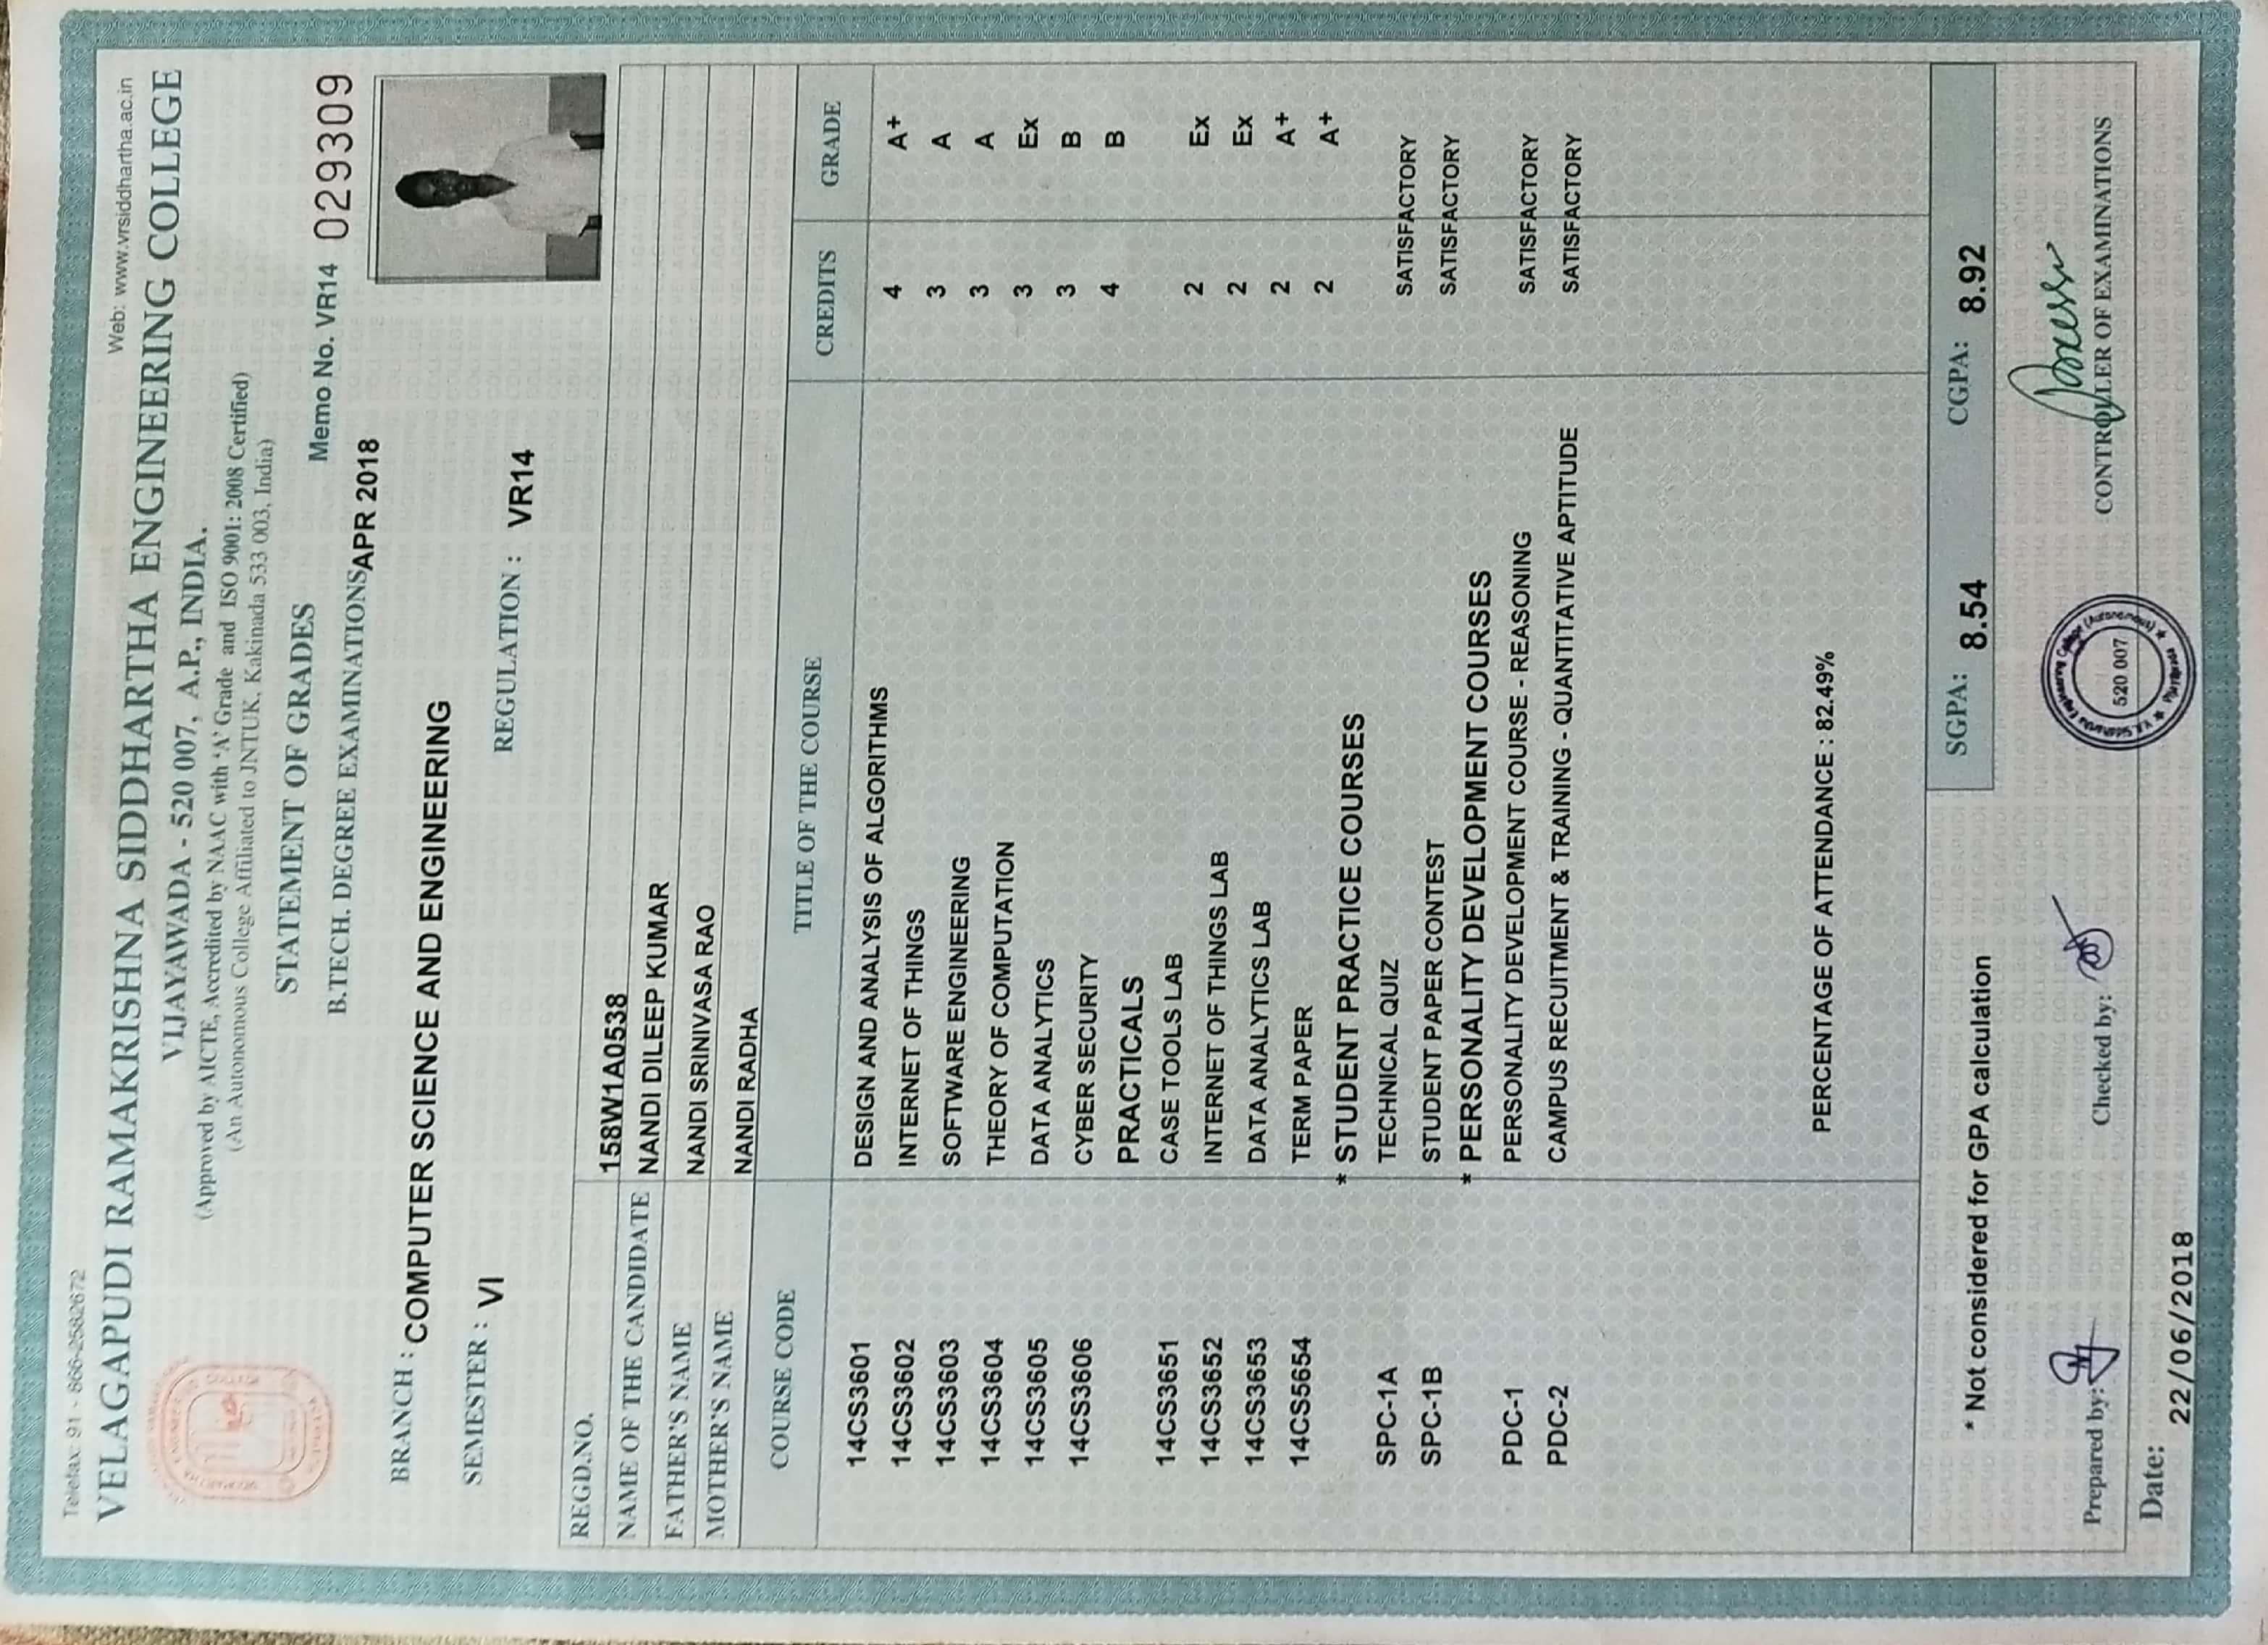 Telefax: 91 - 866-2582672 Web: www.vrsiddhartha.ac.in
VELAGAPUDI RAMAKRISHNA SIDDHARTHA ENGINEERING COLLEGE
VIJAYAWADA - 520 007, A.P., INDIA.
(Approved by AICTE, Accredited by NAAC with 'A' Grade and ISO 9001: 2008 Certified)
(An Autonomous College Affiliated to JNTUK, Kakinada 533 003, India)
STATEMENT OF GRADES
Memo No. VR14 029309
B.TECH. DEGREE EXAMINATIONS APR 2018
BRANCH : COMPUTER SCIENCE AND ENGINEERING
SEMESTER : VI REGULATION : VR14
REGD.NO. 158W1A0538
NAME OF THE CANDIDATE NANDI DILEEP KUMAR
FATHER'S NAME NANDI SRINIVASA RAO
MOTHER'S NAME NANDI RADHA
COURSE CODE TITLE OF THE COURSE CREDITS GRADE
14CS3601 DESIGN AND ANALYSIS OF ALGORITHMS 4 A+
14CS3602 INTERNET OF THINGS 3 A
14CS3603 SOFTWARE ENGINEERING 3 A
14CS3604 THEORY OF COMPUTATION 3 Ex
14CS3605 DATA ANALYTICS 3 B
14CS3606 CYBER SECURITY 4 B
PRACTICALS
14CS3651 CASE TOOLS LAB 2 Ex
14CS3652 INTERNET OF THINGS LAB 2 Ex
14CS3653 DATA ANALYTICS LAB 2 A+
14CS5654 TERM PAPER 2 A+
* STUDENT PRACTICE COURSES
SPC-1A TECHNICAL QUIZ SATISFACTORY
SPC-1B STUDENT PAPER CONTEST SATISFACTORY
* PERSONALITY DEVELOPMENT COURSES
PDC-1 PERSONALITY DEVELOPMENT COURSE - REASONING SATISFACTORY
PDC-2 CAMPUS RECUITMENT & TRAINING - QUANTITATIVE APTITUDE SATISFACTORY
PERCENTAGE OF ATTENDANCE : 82.49%
* Not considered for GPA calculation SGPA: 8.54 CGPA: 8.92
Prepared by: Checked by: CONTROLLER OF EXAMINATIONS
520 007
Date: 22/06/2018